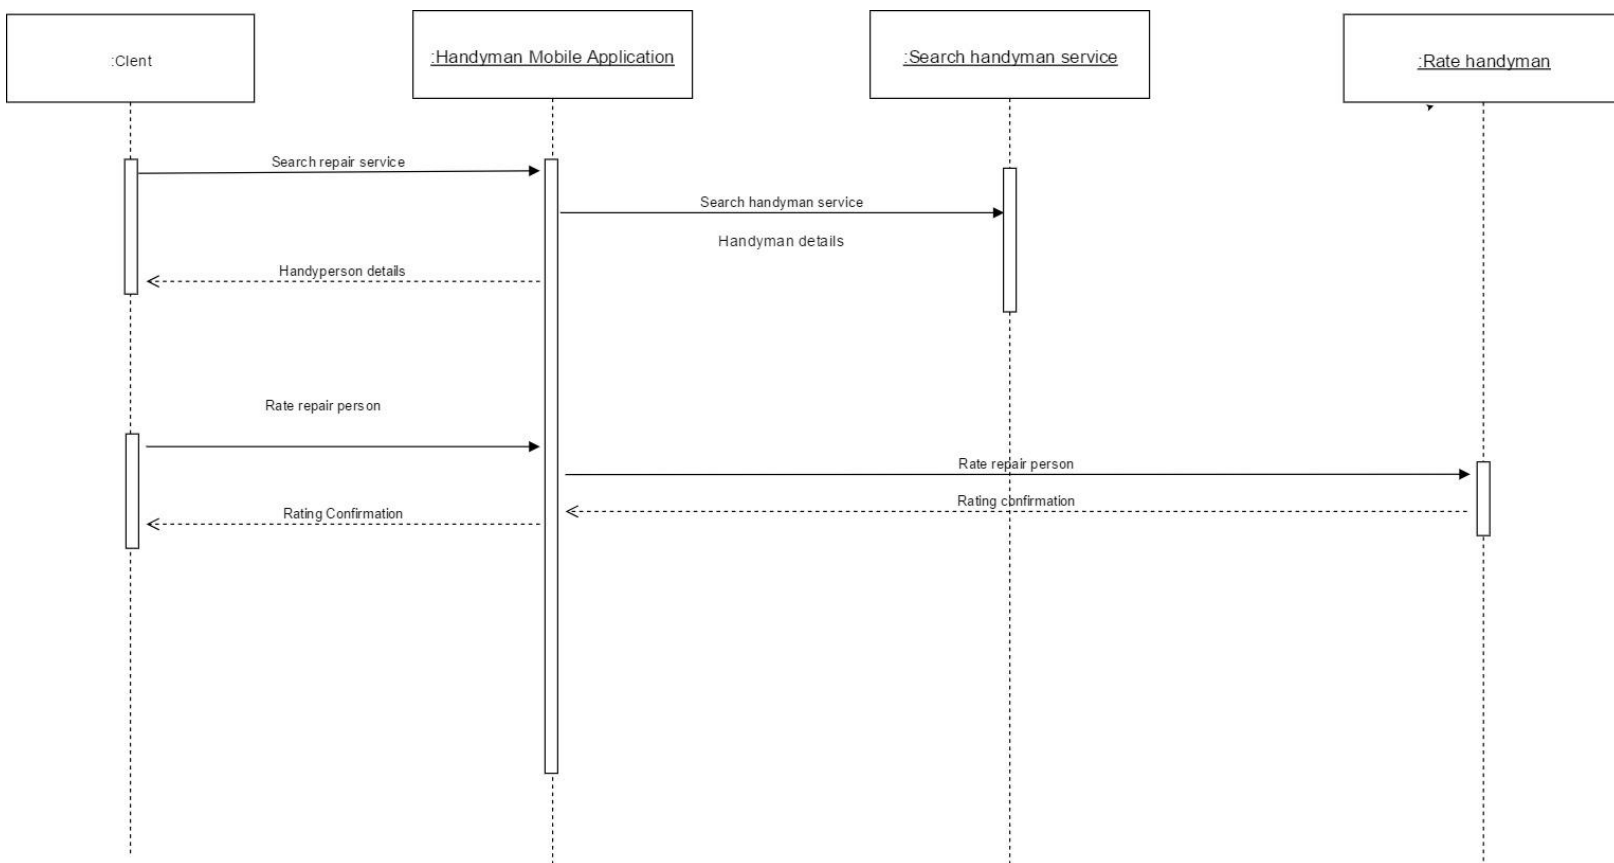 :Clent
:Handyman Mobile Application
:Search handyman service
:Rate handyman
Search repair service
Search handyman service
Handyman details
Handyperson details
Rate repair person
Rate repair person
Rating confirmation
Rating Confirmation